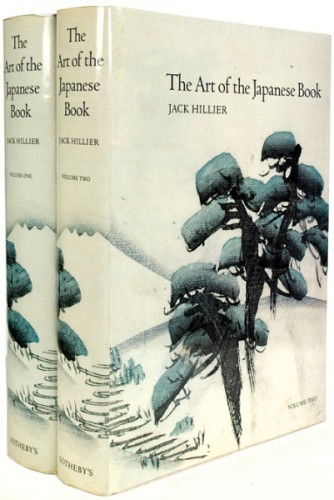 The
Art of the
Japanese
Book
JACK HILLIER
VOLUME ONE
SOTHEBY'S
The
Art of the
Japanese
Book
JACK HILLIER
VOLUME TWO
SOTHEBY'S
The Art of the Japanese Book
JACK HILLIER
VOLUME TWO